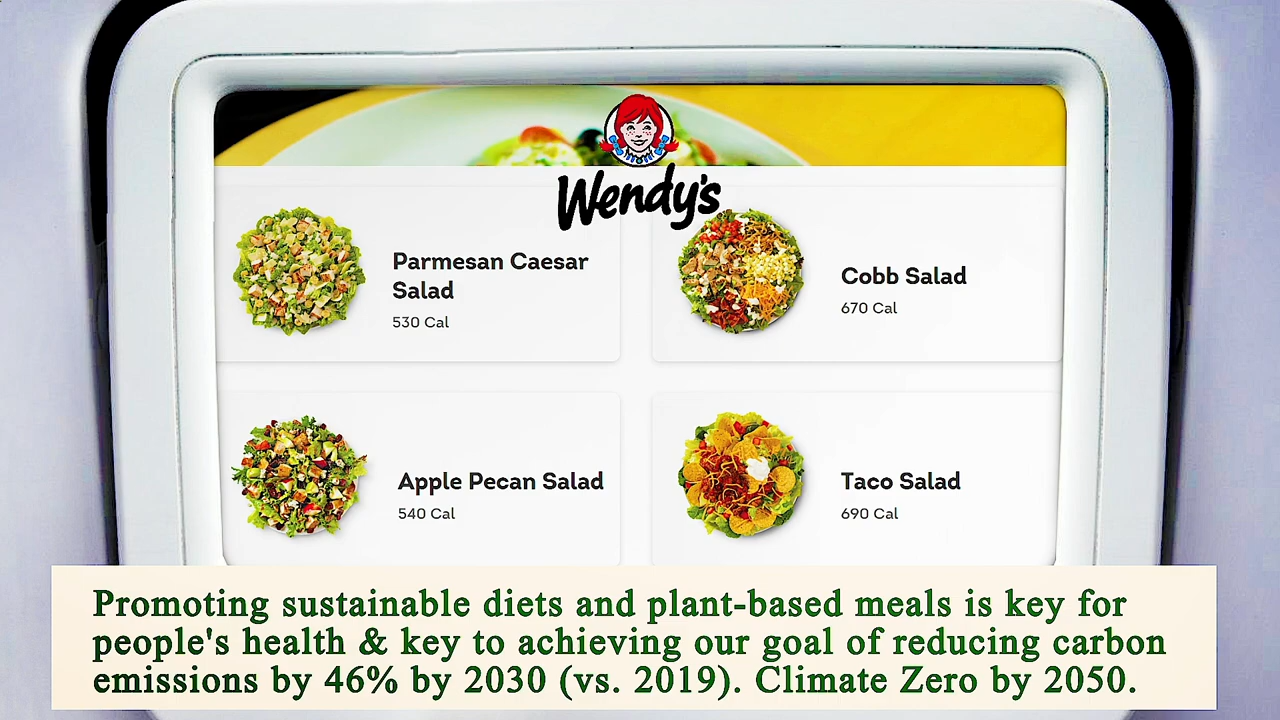 Wendy's
Parmesan Caesar
Salad
530 Cal
Cobb Salad
670 Cal
Apple Pecan Salad
540 Cal
Taco Salad
690 Cal
Promoting sustainable diets and plant-based meals is key for
people's health & key to achieving our goal of reducing carbon
emissions by 46% by 2030 (vs. 2019). Climate Zero by 2050.